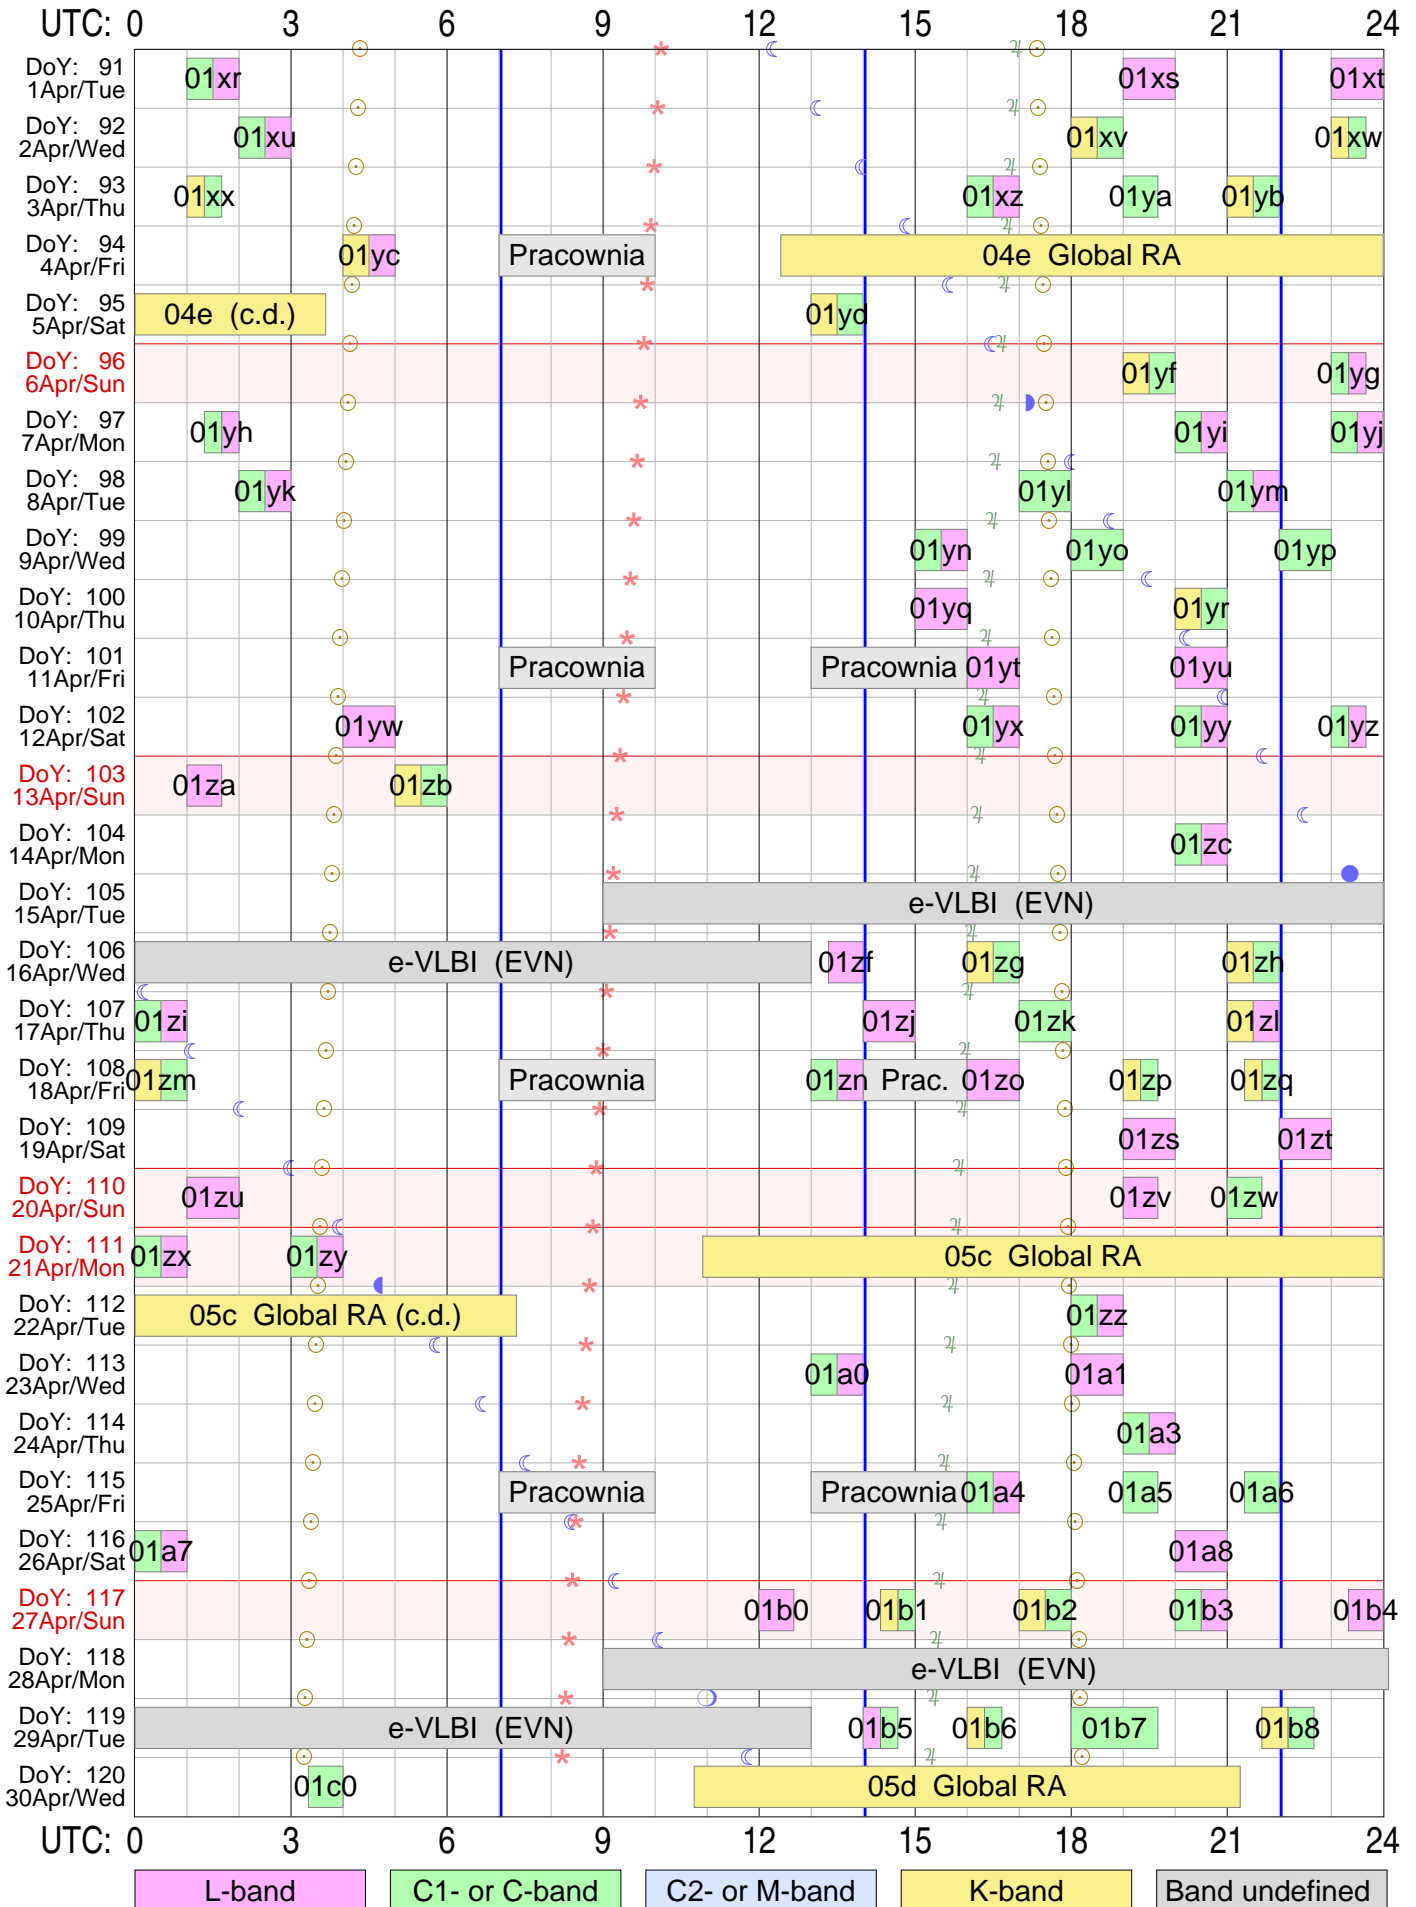 UTC: 0 3 6 9 12 15 18 21 24
DoY: 91
1Apr/Tue
01xr 01xs 01xt
DoY: 92
2Apr/Wed
01xu 01xv 01xw
DoY: 93
3Apr/Thu
01xx 01xz 01ya 01yb
DoY: 94
4Apr/Fri
01yc Pracownia 04e Global RA
DoY: 95
5Apr/Sat
04e (c.d.) 01yd
DoY: 96
6Apr/Sun
01yf 01yg
DoY: 97
7Apr/Mon
01yh 01yi 01yj
DoY: 98
8Apr/Tue
01yk 01yl 01ym
DoY: 99
9Apr/Wed
01yn 01yo 01yp
DoY: 100
10Apr/Thu
01yq 01yr
DoY: 101
11Apr/Fri
Pracownia Pracownia 01yt 01yu
DoY: 102
12Apr/Sat
01yw 01yx 01yy 01yz
DoY: 103
13Apr/Sun
01za 01zb
DoY: 104
14Apr/Mon
01zc
DoY: 105
15Apr/Tue
e-VLBI (EVN)
DoY: 106
16Apr/Wed
e-VLBI (EVN) 01zf 01zg 01zh
DoY: 107
17Apr/Thu
01zi 01zj 01zk 01zl
DoY: 108
18Apr/Fri
01zm Pracownia 01zn Prac. 01zo 01zp 01zq
DoY: 109
19Apr/Sat
01zs 01zt
DoY: 110
20Apr/Sun
01zu 01zv 01zw
DoY: 111
21Apr/Mon
01zx 01zy 05c Global RA
DoY: 112
22Apr/Tue
05c Global RA (c.d.) 01zz
DoY: 113
23Apr/Wed
01a0 01a1
DoY: 114
24Apr/Thu
01a3
DoY: 115
25Apr/Fri
Pracownia Pracownia 01a4 01a5 01a6
DoY: 116
26Apr/Sat
01a7 01a8
DoY: 117
27Apr/Sun
01b0 01b1 01b2 01b3 01b4
DoY: 118
28Apr/Mon
e-VLBI (EVN)
DoY: 119
29Apr/Tue
e-VLBI (EVN) 01b5 01b6 01b7 01b8
DoY: 120
30Apr/Wed
01c0 05d Global RA
UTC: 0 3 6 9 12 15 18 21 24
L-band C1- or C-band C2- or M-band K-band Band undefined